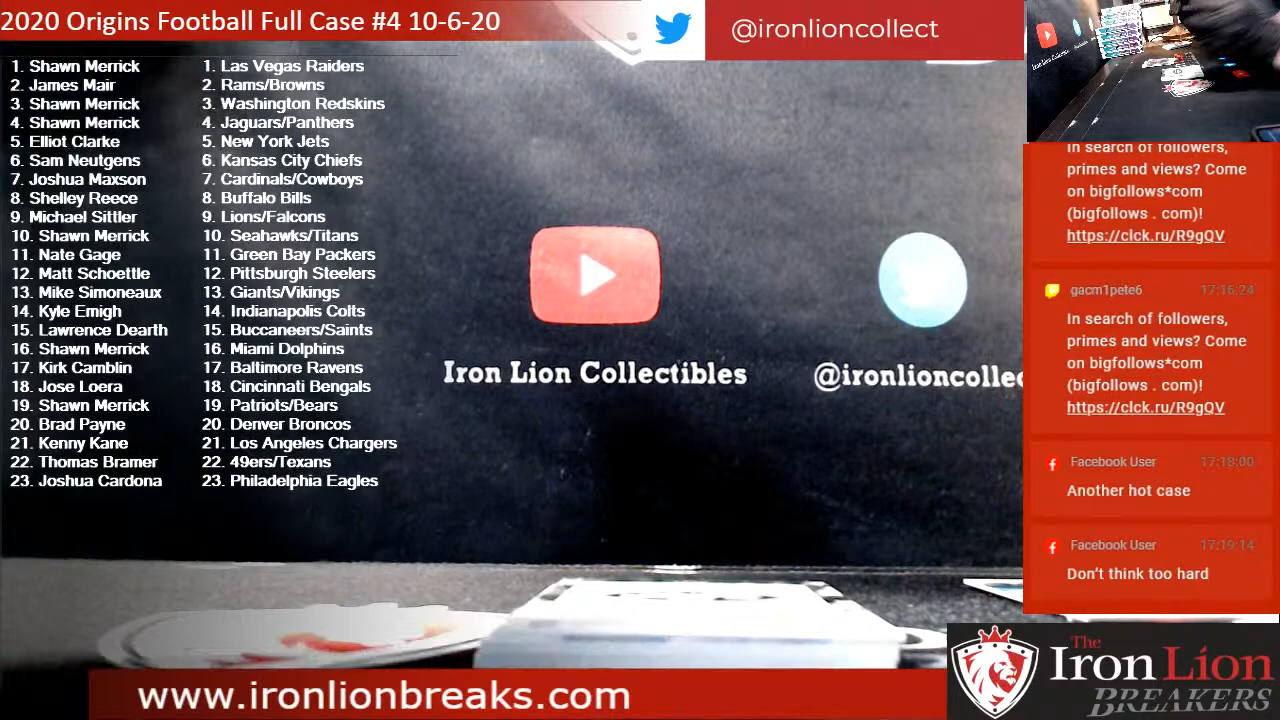 2020 Origins Football Full Case #4 10-6-20
@ironlioncollect
1. Shawn Merrick 1. Las Vegas Raiders
2. James Mair 2. Rams/Browns
3. Shawn Merrick 3. Washington Redskins
4. Shawn Merrick 4. Jaguars/Panthers
5. Elliot Clarke 5. New York Jets
6. Sam Neutgens 6. Kansas City Chiefs
7. Joshua Maxson 7. Cardinals/Cowboys
8. Shelley Reece 8. Buffalo Bills
9. Michael Sittler 9. Lions/Falcons
10. Shawn Merrick 10. Seahawks/Titans
11. Nate Gage 11. Green Bay Packers
12. Matt Schoettle 12. Pittsburgh Steelers
13. Mike Simoneaux 13. Giants/Vikings
14. Kyle Emigh 14. Indianapolis Colts
15. Lawrence Dearth 15. Buccaneers/Saints
16. Shawn Merrick 16. Miami Dolphins
17. Kirk Camblin 17. Baltimore Ravens
18. Jose Loera 18. Cincinnati Bengals
19. Shawn Merrick 19. Patriots/Bears
20. Brad Payne 20. Denver Broncos
21. Kenny Kane 21. Los Angeles Chargers
22. Thomas Bramer 22. 49ers/Texans
23. Joshua Cardona 23. Philadelphia Eagles
Iron Lion Collectibles
@ironlioncollec
In search of followers,
primes and views? Come
on bigfollows*com
(bigfollows . com)!
https://clck.ru/R9gQV
gacm1pete6 17:16:24
In search of followers,
primes and views? Come
on bigfollows*com
(bigfollows . com)!
https://clck.ru/R9gQV
Facebook User 17:18:00
Another hot case
Facebook User 17:19:14
Don't think too hard
www.ironlionbreaks.com
The
Iron Lion
BREAKERS